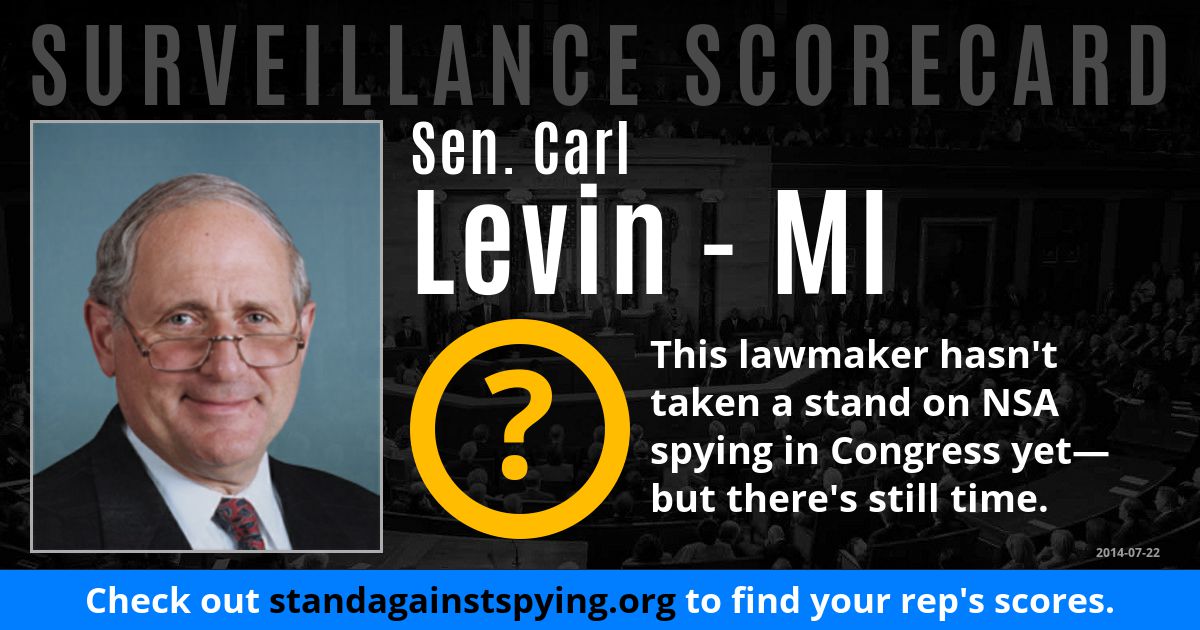 SURVEILLANCE SCORECARD
Sen. Carl
Levin - MI
?
This lawmaker hasn't
taken a stand on NSA
spying in Congress yet—
but there's still time.
2014-07-22
Check out standagainstspying.org to find your rep's scores.